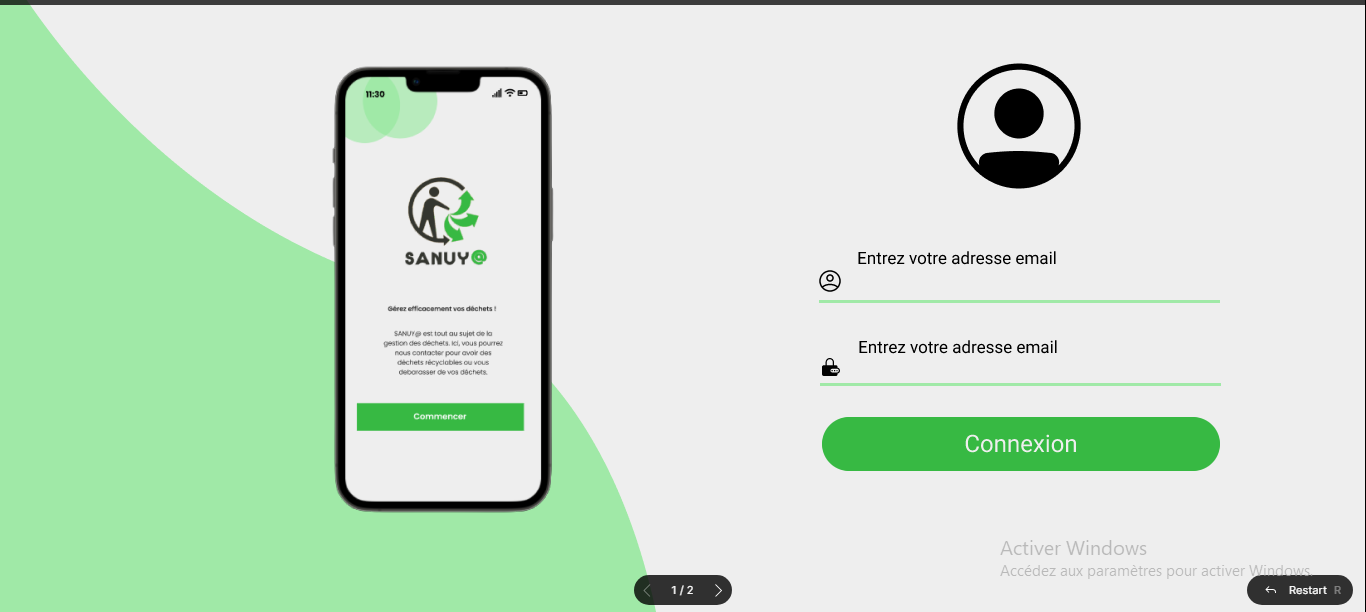 11:30
SANUY@
Gérez efficacement vos déchets !
SANUY@ est tout au sujet de la
gestion des déchets. Ici, vous pourrez
nous contacter pour avoir des
déchets récyclables ou vous
debarasser de vos déchets.
Commencer
Entrez votre adresse email
Entrez votre adresse email
Connexion
Activer Windows
Accédez aux paramètres pour activer Windows.
1 / 2
Restart R